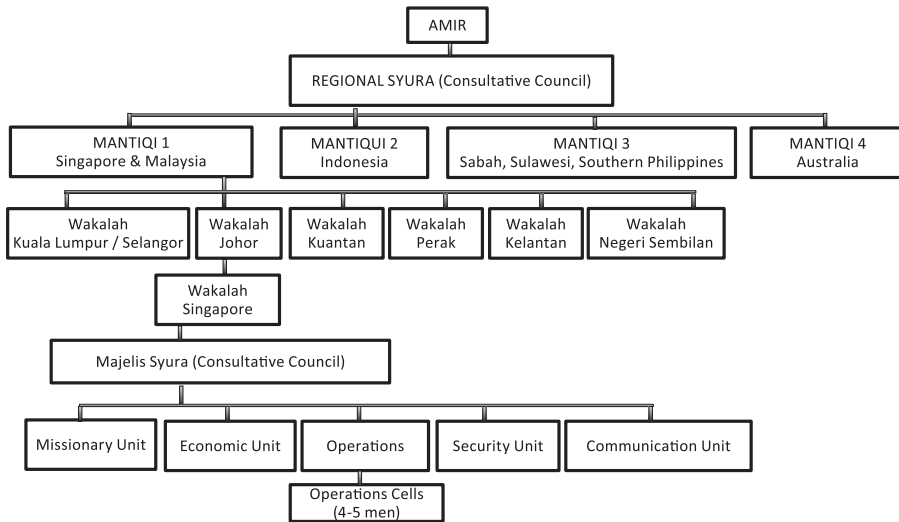 AMIR
REGIONAL SYURA (Consultative Council)
MANTIQI 1
Singapore & Malaysia
MANTIQUI 2
Indonesia
MANTIQI 3
Sabah, Sulawesi, Southern Philippines
MANTIQI 4
Australia
Wakalah
Kuala Lumpur / Selangor
Wakalah
Johor
Wakalah
Kuantan
Wakalah
Perak
Wakalah
Kelantan
Wakalah
Negeri Sembilan
Wakalah
Singapore
Majelis Syura (Consultative Council)
Missionary Unit
Economic Unit
Operations
Security Unit
Communication Unit
Operations Cells
(4-5 men)